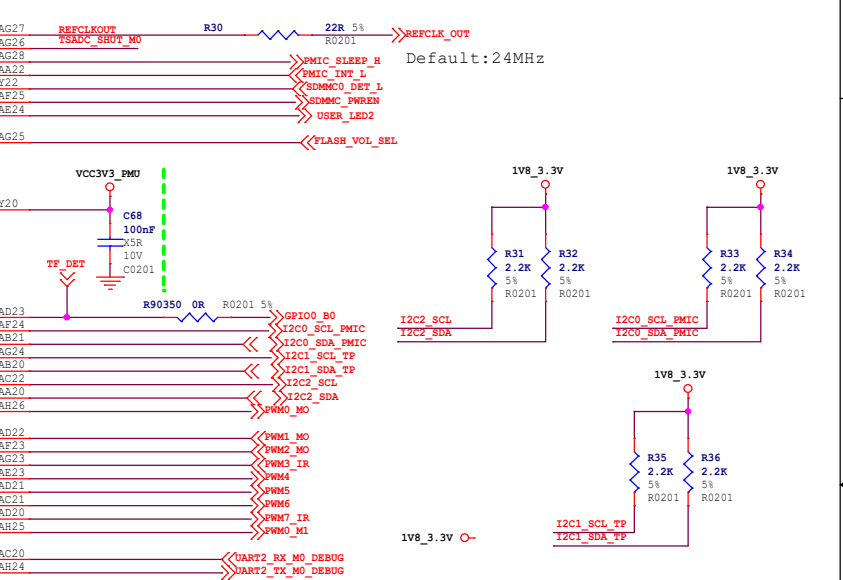 AG27 REFCLKOUT R30 22R 5% REFCLK_OUT
AG26 TSADC_SHUT_M0 R0201
AG28 PMIC_SLEEP_H Default:24MHz
AA22 PMIC_INT_L
Y22 SDMMC0_DET_L
AF25 SDMMC_PWREN
AE24 USER_LED2
AG25 FLASH_VOL_SEL
VCC3V3_PMU 1V8_3.3V 1V8_3.3V
Y20
C68
100nF
X5R
10V
C0201
TF_DET
R31 R32 R33 R34
2.2K 2.2K 2.2K 2.2K
5% 5% 5% 5%
R0201 R0201 R0201 R0201
R90350 0R R0201 5%
AD23 GPIO0_B0
AF24 I2C0_SCL_PMIC I2C2_SCL I2C0_SCL_PMIC
AB21 I2C0_SDA_PMIC I2C2_SDA I2C0_SDA_PMIC
AG24 I2C1_SCL_TP
AB20 I2C1_SDA_TP
AC22 I2C2_SCL 1V8_3.3V
AA20 I2C2_SDA
AH26 PWM0_MO
AD22 PWM1_MO
AF23 PWM2_MO
AG23 PWM3_IR
AE23 PWM4
AD21 PWM5
AC21 PWM6
AD20 PWM7_IR
AH25 PWM0_M1
R35 R36
2.2K 2.2K
5% 5%
R0201 R0201
I2C1_SCL_TP
1V8_3.3V I2C1_SDA_TP
AC20 UART2_RX_M0_DEBUG
AH24 UART2_TX_M0_DEBUG